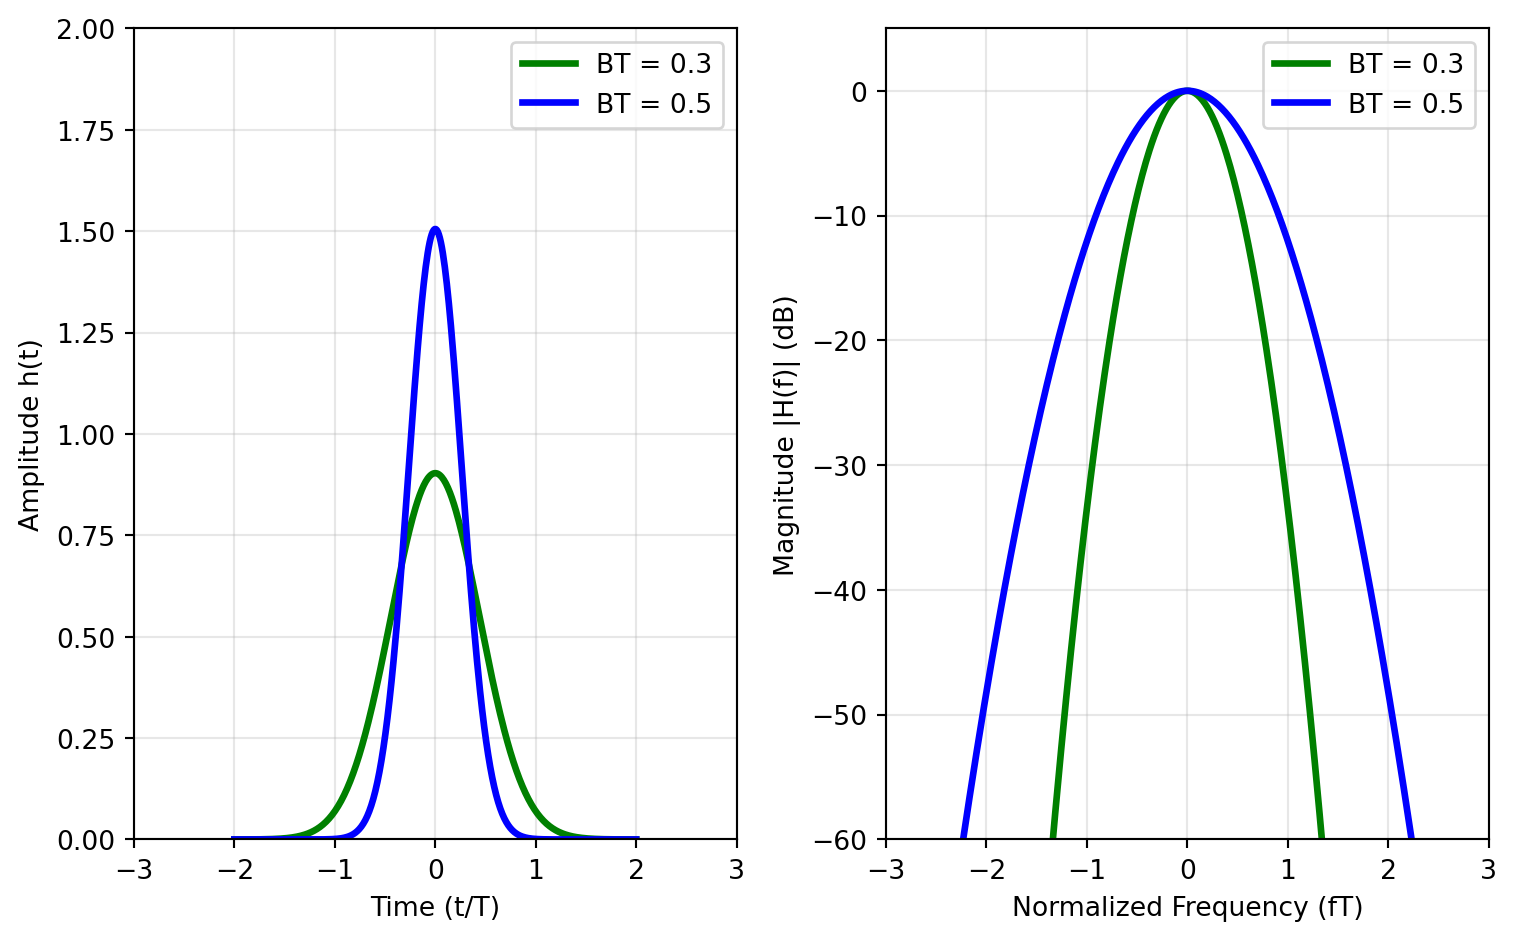 2.00
1.75
1.50
1.25
1.00
0.75
0.50
0.25
0.00
Amplitude h(t)
−3 −2 −1 0 1 2 3
Time (t/T)
BT = 0.3
BT = 0.5
0
−10
−20
−30
−40
−50
−60
Magnitude |H(f)| (dB)
−3 −2 −1 0 1 2 3
Normalized Frequency (fT)
BT = 0.3
BT = 0.5